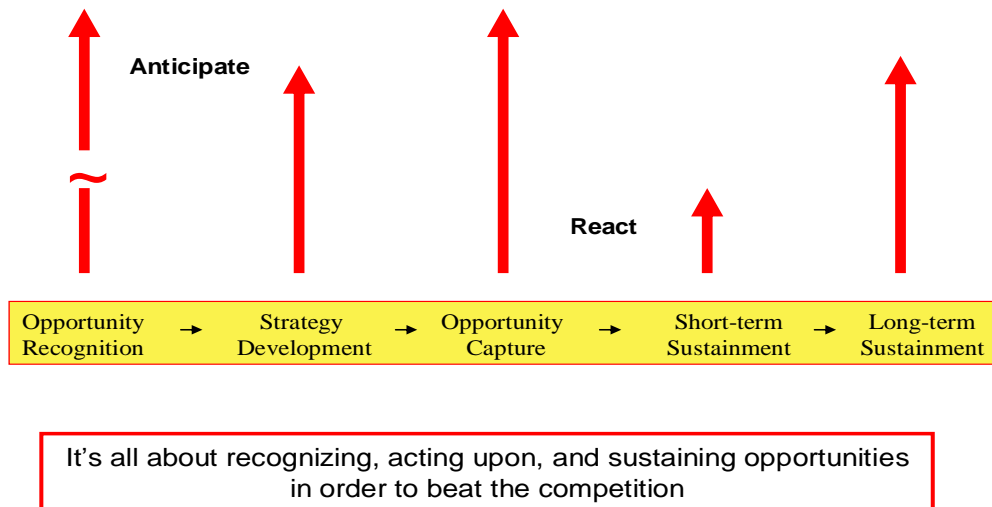 Anticipate
React
Opportunity
Recognition
Strategy
Development
Opportunity
Capture
Short-term
Sustainment
Long-term
Sustainment
It’s all about recognizing, acting upon, and sustaining opportunities
in order to beat the competition